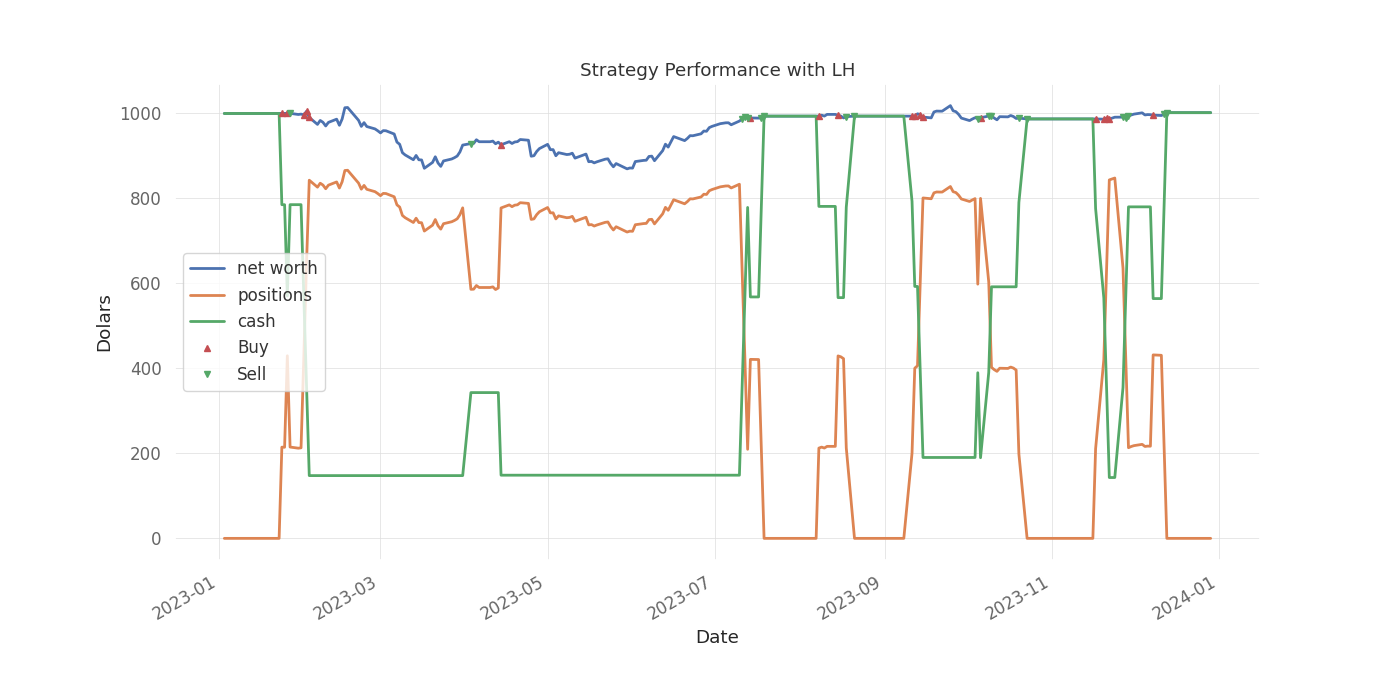 Strategy Performance with LH
1000
800
600
400
200
0
Dolars
net worth
positions
cash
Buy
Sell
2023-01
2023-03
2023-05
2023-07
2023-09
2023-11
2024-01
Date